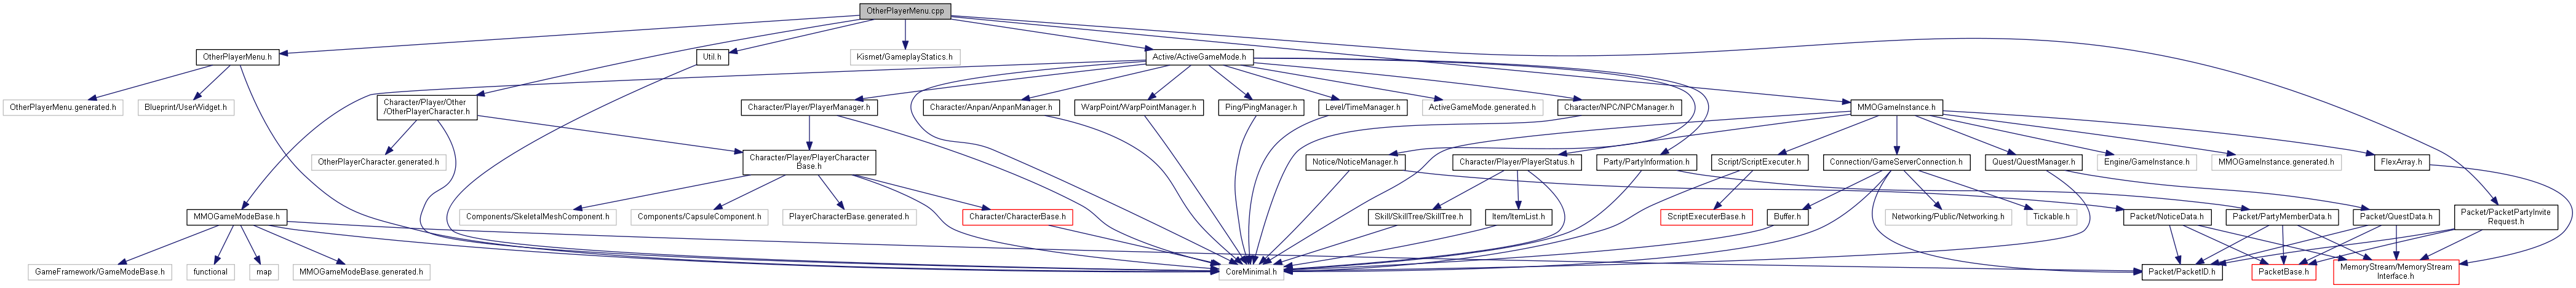 OtherPlayerMenu.cpp
OtherPlayerMenu.h
Util.h
Kismet/GameplayStatics.h
Active/ActiveGameMode.h
OtherPlayerMenu.generated.h
Blueprint/UserWidget.h
Character/Player/Other
/OtherPlayerCharacter.h
Character/Player/PlayerManager.h
Character/Anpan/AnpanManager.h
WarpPoint/WarpPointManager.h
Ping/PingManager.h
Level/TimeManager.h
ActiveGameMode.generated.h
Character/NPC/NPCManager.h
MMOGameInstance.h
OtherPlayerCharacter.generated.h
Character/Player/PlayerCharacter
Base.h
Notice/NoticeManager.h
Character/Player/PlayerStatus.h
Party/PartyInformation.h
Script/ScriptExecuter.h
Connection/GameServerConnection.h
Quest/QuestManager.h
Engine/GameInstance.h
MMOGameInstance.generated.h
FlexArray.h
MMOGameModeBase.h
Components/SkeletalMeshComponent.h
Components/CapsuleComponent.h
PlayerCharacterBase.generated.h
Character/CharacterBase.h
Skill/SkillTree/SkillTree.h
Item/ItemList.h
ScriptExecuterBase.h
Buffer.h
Networking/Public/Networking.h
Tickable.h
Packet/NoticeData.h
Packet/PartyMemberData.h
Packet/QuestData.h
Packet/PacketPartyInvite
Request.h
GameFramework/GameModeBase.h
functional
map
MMOGameModeBase.generated.h
CoreMinimal.h
Packet/PacketID.h
PacketBase.h
MemoryStream/MemoryStream
Interface.h